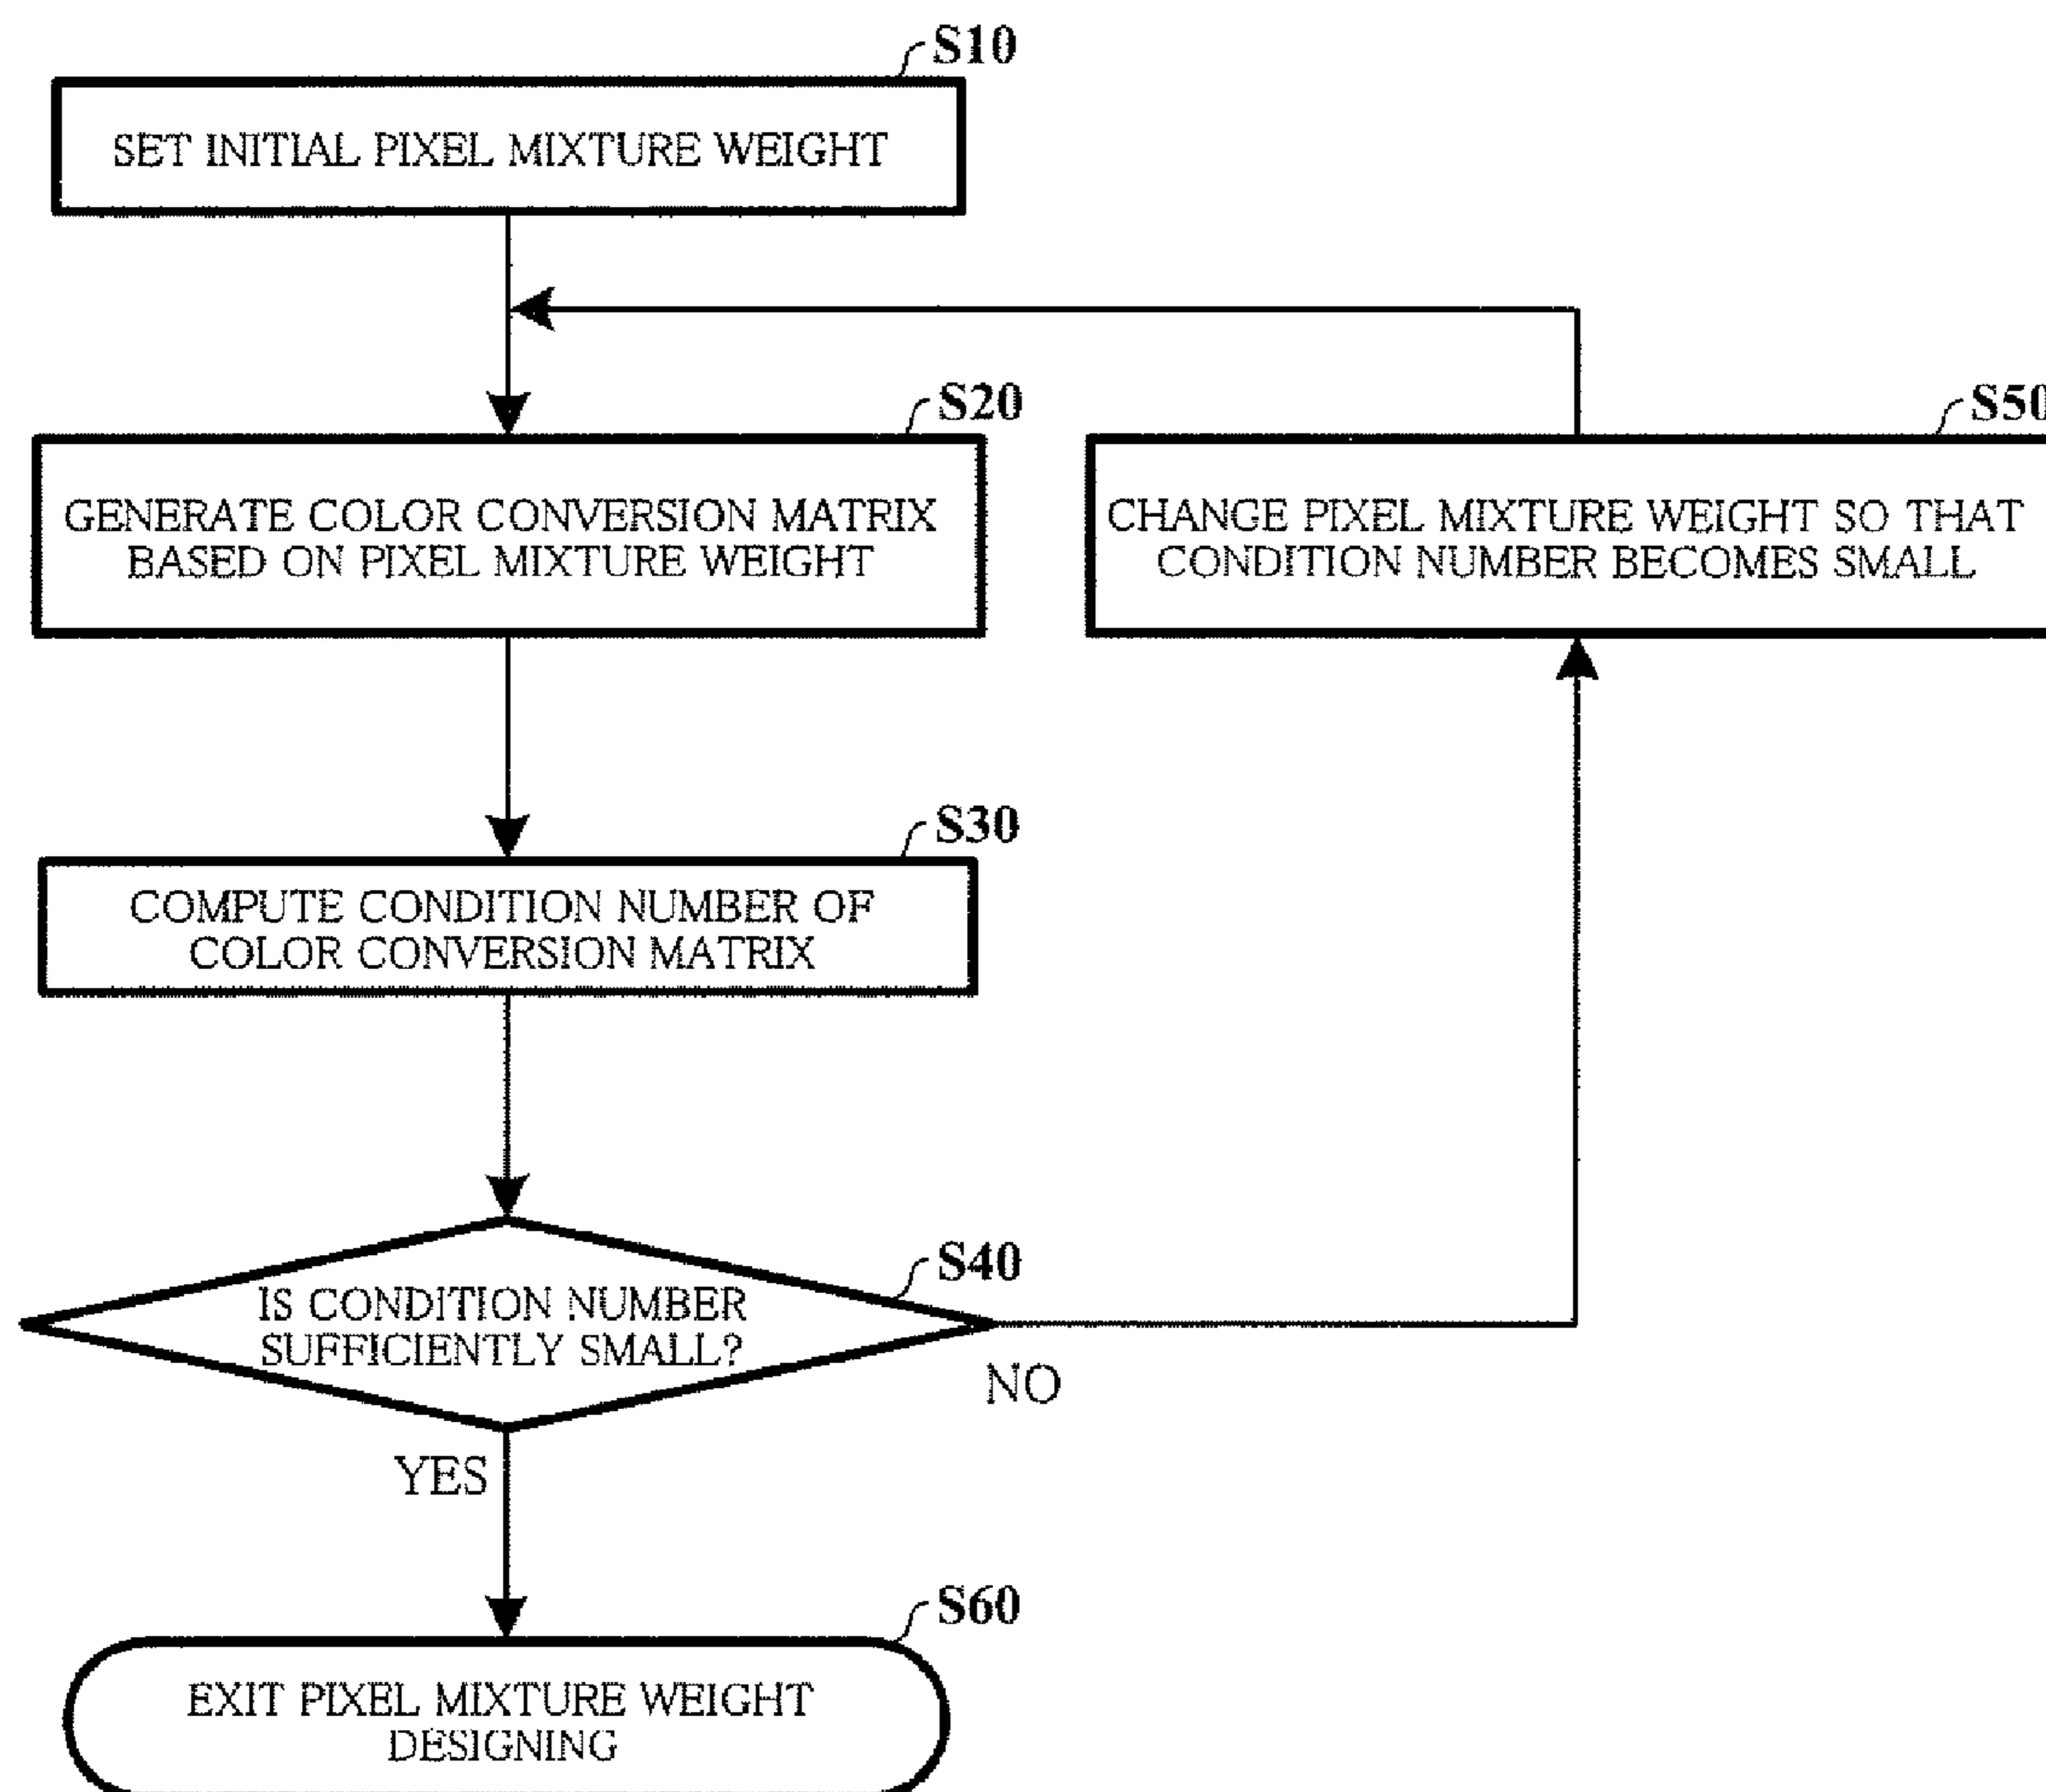 S10
SET INITIAL PIXEL MIXTURE WEIGHT
S20
GENERATE COLOR CONVERSION MATRIX
BASED ON PIXEL MIXTURE WEIGHT
S50
CHANGE PIXEL MIXTURE WEIGHT SO THAT
CONDITION NUMBER BECOMES SMALL
S30
COMPUTE CONDITION NUMBER OF
COLOR CONVERSION MATRIX
S40
IS CONDITION NUMBER
SUFFICIENTLY SMALL?
NO
YES
S60
EXIT PIXEL MIXTURE WEIGHT
DESIGNING